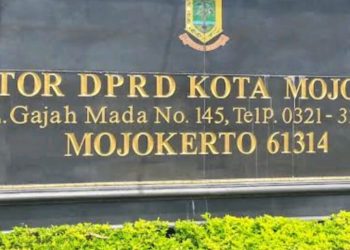 TOR DPRD KOTA MOJO
. Gajah Mada No. 145, Telp. 0321 - 3
MOJOKERTO 61314